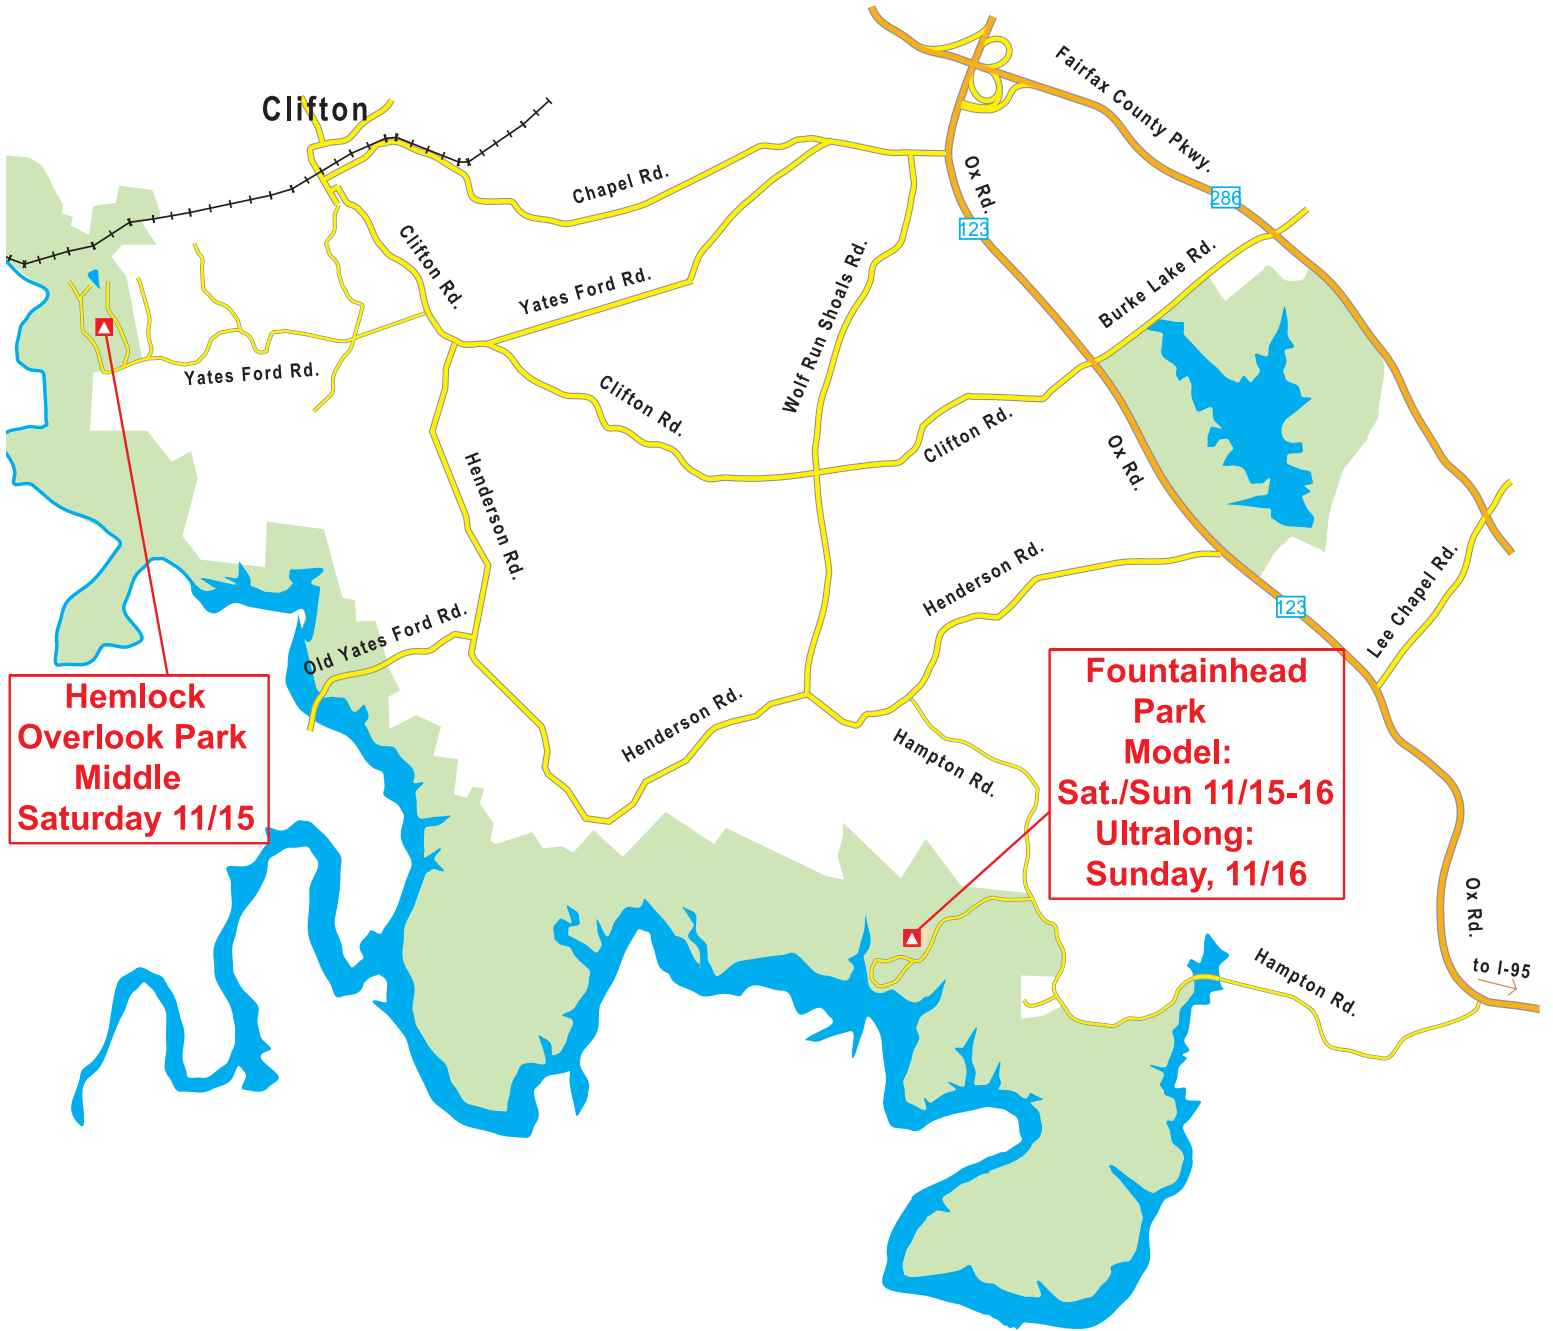 Fairfax County Pkwy.
Clifton
Chapel Rd.
Ox Rd.
286
123
Clifton Rd.
Yates Ford Rd.
Wolf Run Shoals Rd.
Burke Lake Rd.
Yates Ford Rd.
Clifton Rd.
Clifton Rd.
Ox Rd.
Henderson Rd.
Henderson Rd.
123
Lee Chapel Rd.
Old Yates Ford Rd.
Hemlock
Overlook Park
Middle
Saturday 11/15
Henderson Rd.
Hampton Rd.
Fountainhead
Park
Model:
Sat./Sun 11/15-16
Ultralong:
Sunday, 11/16
Ox Rd.
to I-95
Hampton Rd.